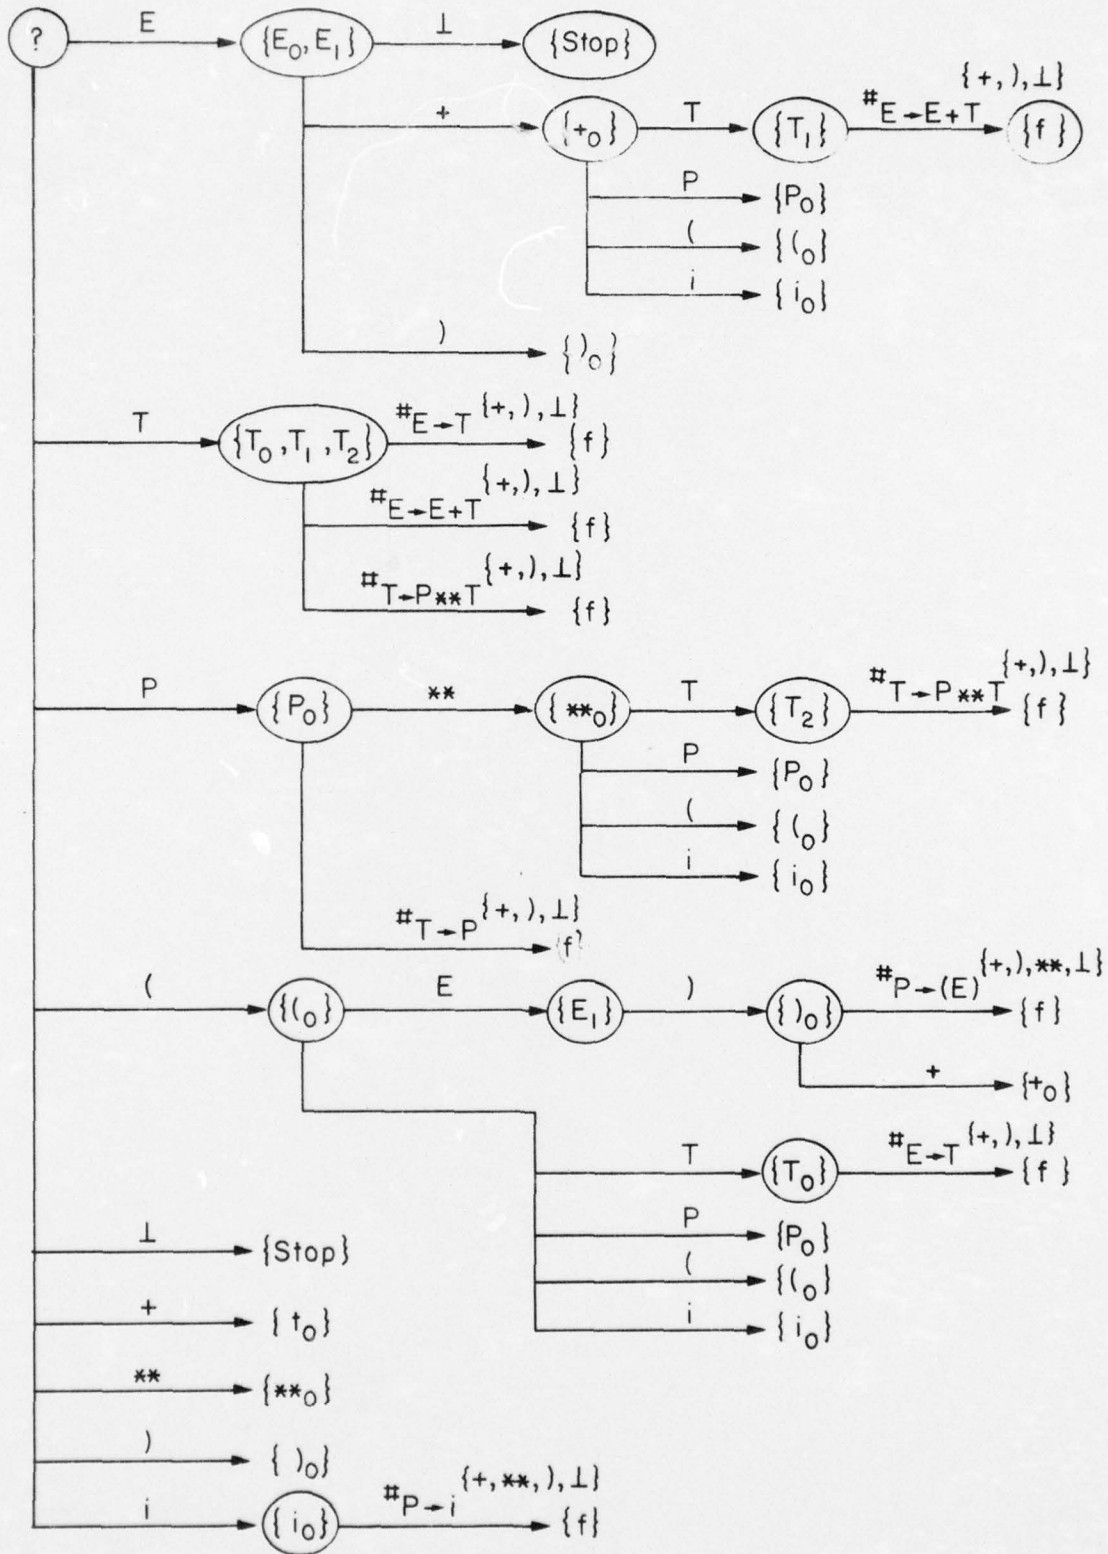 ? E {E₀, E₁} ⊥ {Stop}
+ {+₀} T {T₁} #E→E+T {+, ), ⊥} {f}
P {P₀}
( {(₀}
i {i₀}
) {)₀}
T {T₀, T₁, T₂} #E→T {+, ), ⊥} {f}
#E→E+T {+, ), ⊥} {f}
#T→P**T {+, ), ⊥} {f}
P {P₀} ** {**₀} T {T₂} #T→P**T {+, ), ⊥} {f}
P {P₀}
( {(₀}
i {i₀}
#T→P {+, ), ⊥} {f}
( {(₀} E {E₁} ) {)₀} #P→(E) {+, ), **, ⊥} {f}
+ {+₀}
T {T₀} #E→T {+, ), ⊥} {f}
P {P₀}
( {(₀}
i {i₀}
⊥ {Stop}
+ {t₀}
** {**₀}
) {)₀}
i {i₀} #P→i {+, **, ), ⊥} {f}